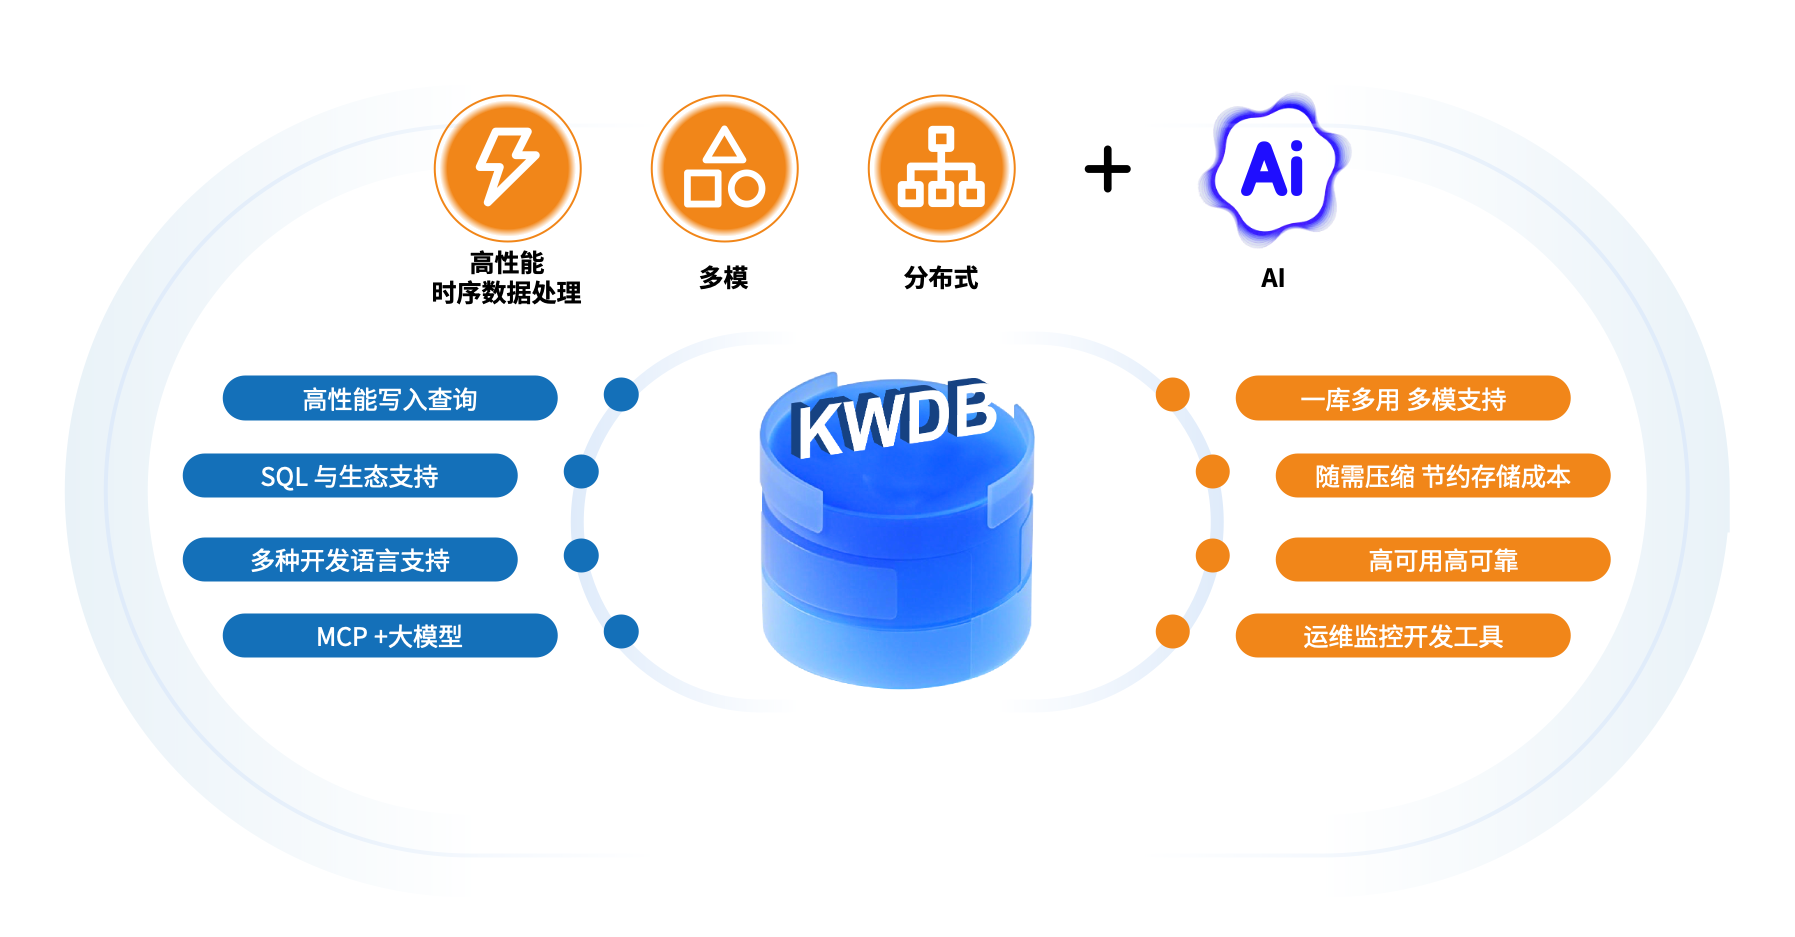 Ai
高性能
时序数据处理
多模
分布式
AI
KWDB
高性能写入查询
SQL 与生态支持
多种开发语言支持
MCP +大模型
一库多用 多模支持
随需压缩 节约存储成本
高可用高可靠
运维监控开发工具